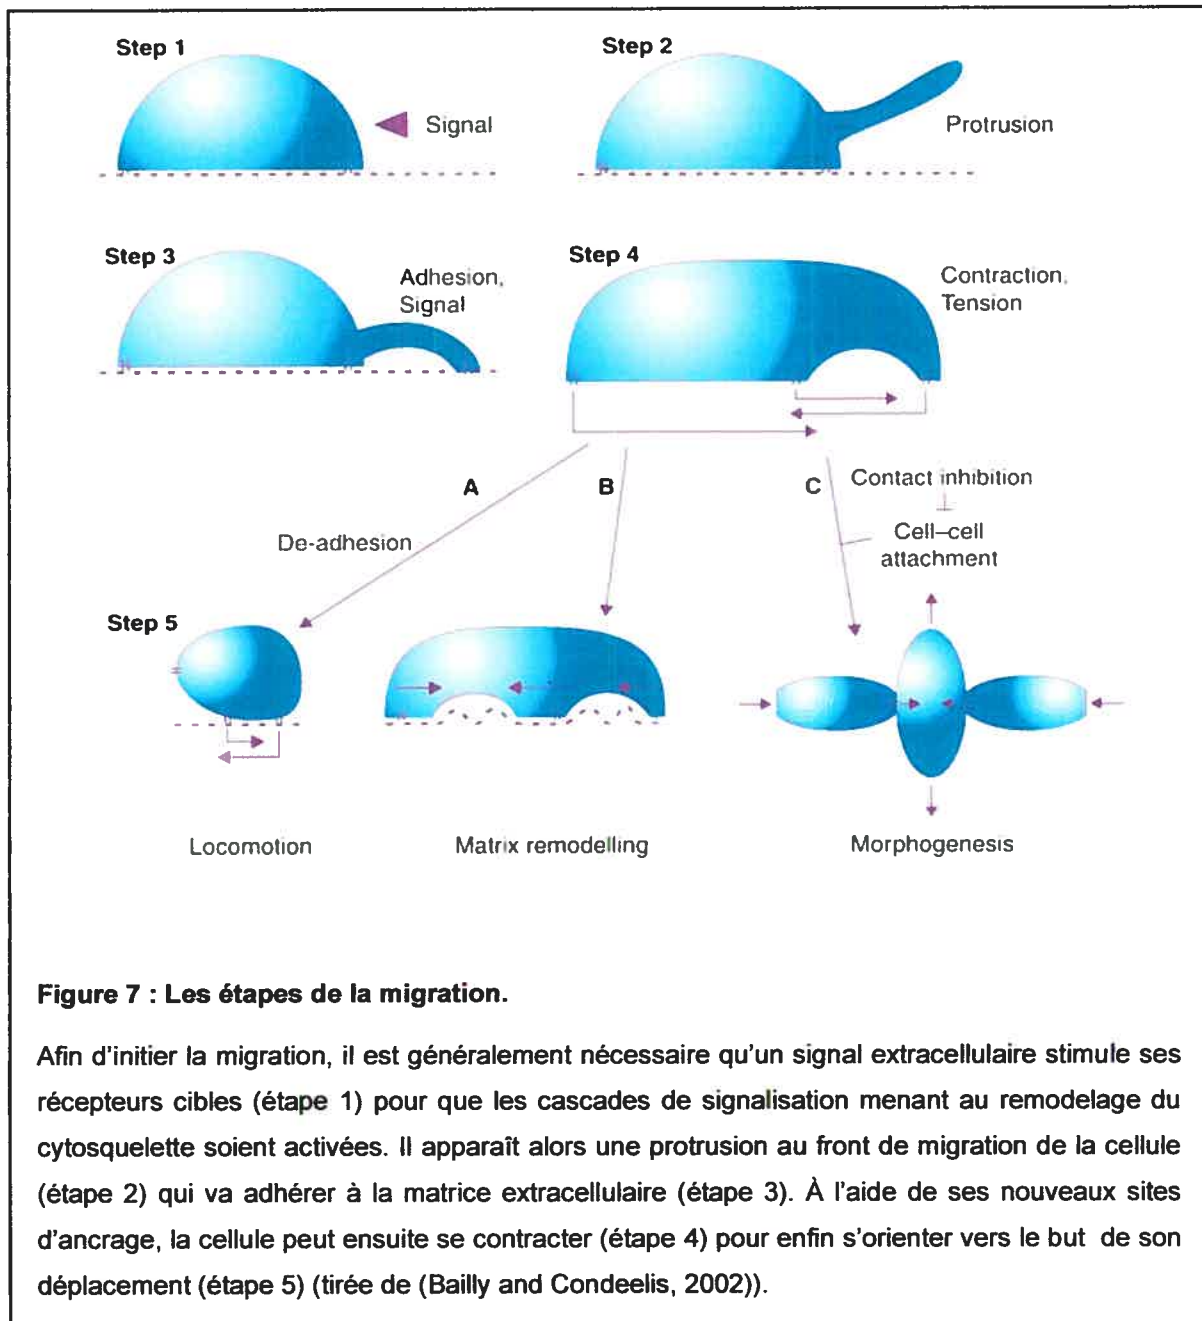 Step 1
Signal
Step 2
Protrusion
Step 3
Adhesion,
Signal
Step 4
Contraction,
Tension
A
B
C
Contact inhibition
Cell–cell
attachment
De-adhesion
Step 5
Locomotion
Matrix remodelling
Morphogenesis
Figure 7 : Les étapes de la migration.
Afin d'initier la migration, il est généralement nécessaire qu'un signal extracellulaire stimule ses
récepteurs cibles (étape 1) pour que les cascades de signalisation menant au remodelage du
cytosquelette soient activées. Il apparaît alors une protrusion au front de migration de la cellule
(étape 2) qui va adhérer à la matrice extracellulaire (étape 3). À l'aide de ses nouveaux sites
d'ancrage, la cellule peut ensuite se contracter (étape 4) pour enfin s'orienter vers le but de son
déplacement (étape 5) (tirée de (Bailly and Condeelis, 2002)).